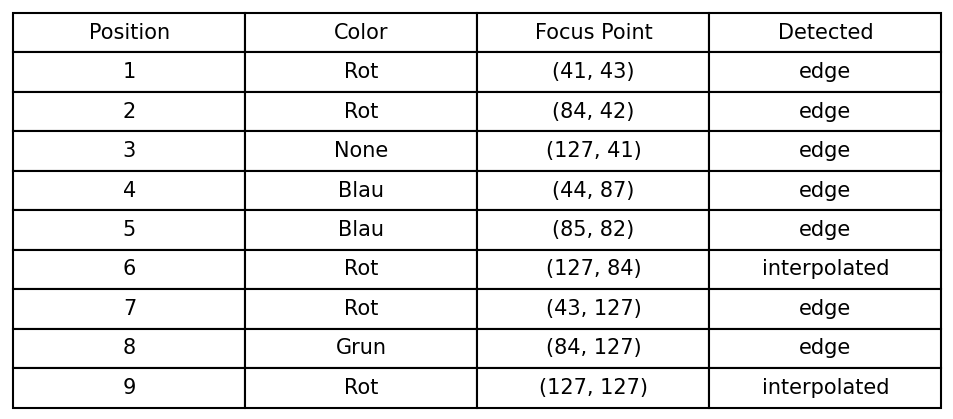 Position Color Focus Point Detected
1 Rot (41, 43) edge
2 Rot (84, 42) edge
3 None (127, 41) edge
4 Blau (44, 87) edge
5 Blau (85, 82) edge
6 Rot (127, 84) interpolated
7 Rot (43, 127) edge
8 Grun (84, 127) edge
9 Rot (127, 127) interpolated